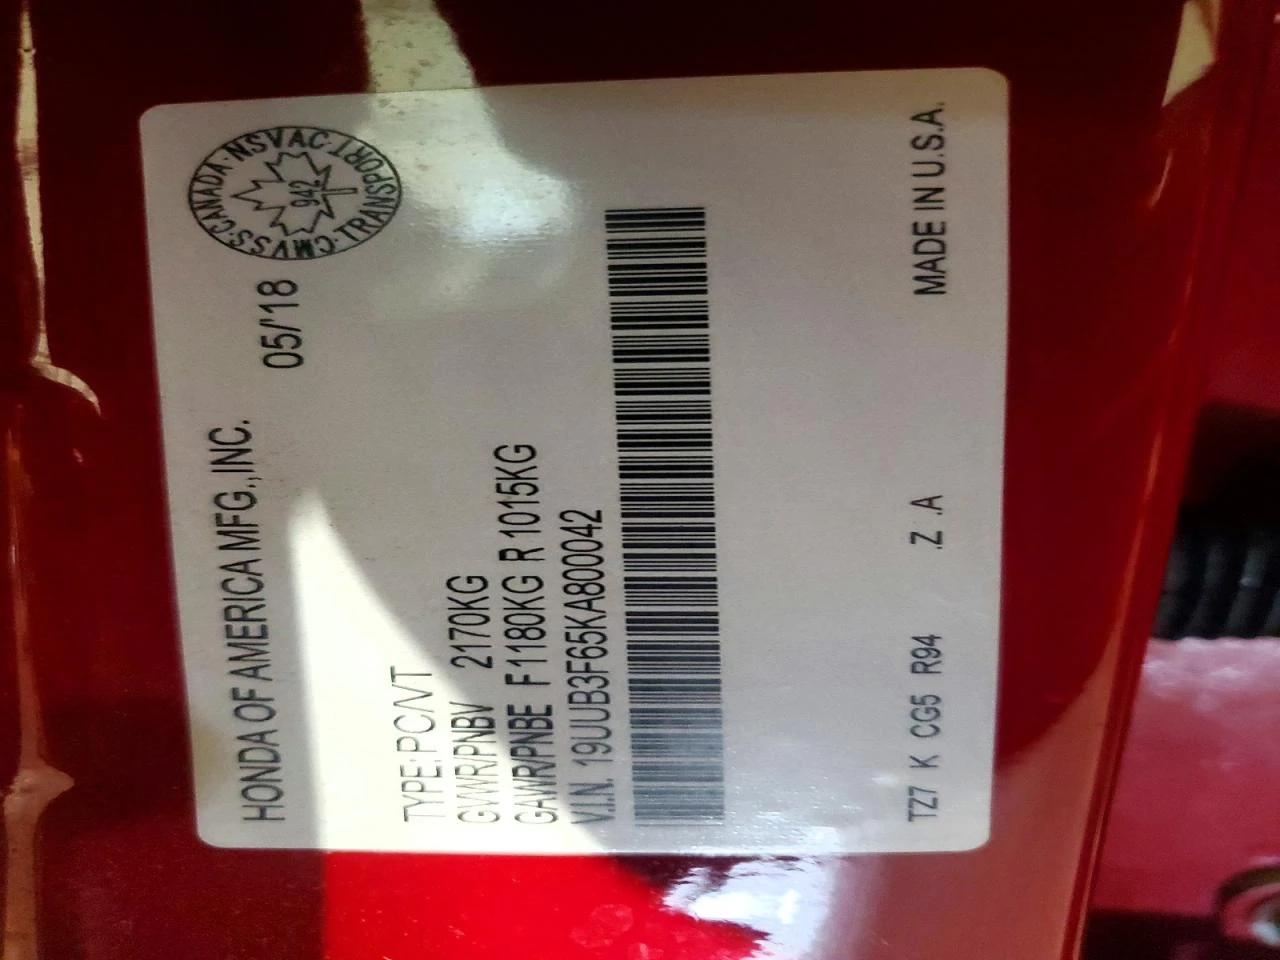 HONDA OF AMERICA MFG.,INC. 05/'18
CMVSS·CANADA·NSVAC·TRANSPORT
942
TYPE:PC/VT
GVWR/PNBV 2170KG
GAWR/PNBE F 1180KG R 1015KG
V.I.N. 19UUB3F65KA800042
TZ7 K CG5 R94 .Z .A MADE IN U.S.A.